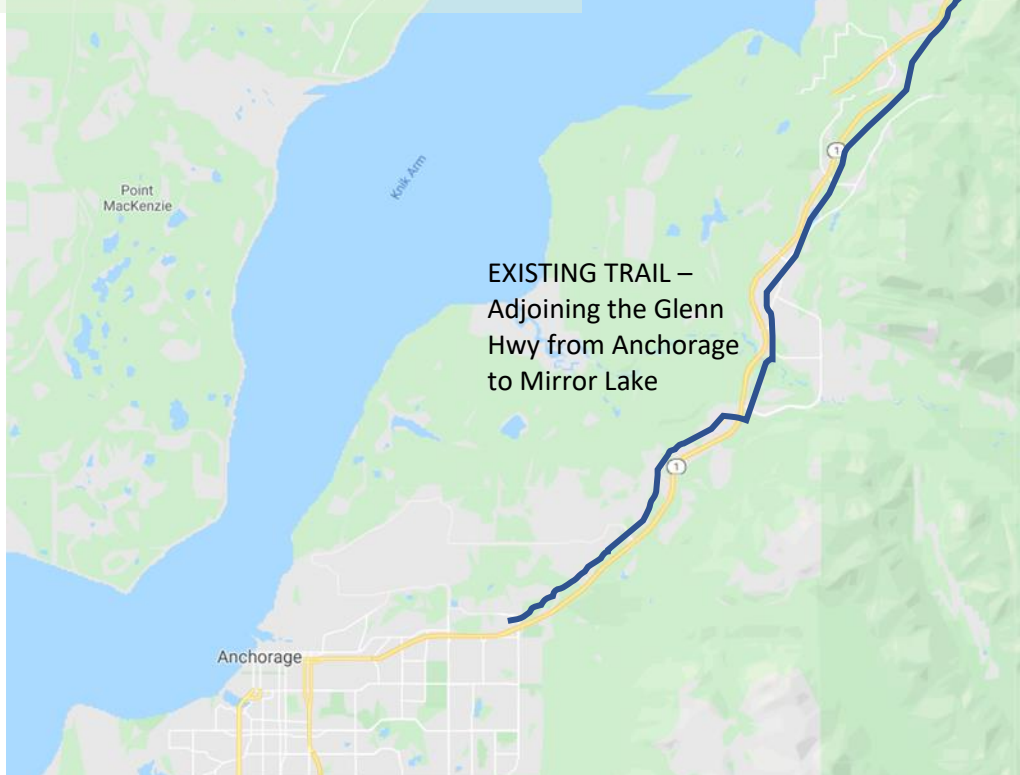 1
Point
MacKenzie
Knik Arm
EXISTING TRAIL –
Adjoining the Glenn
Hwy from Anchorage
to Mirror Lake
1
Anchorage